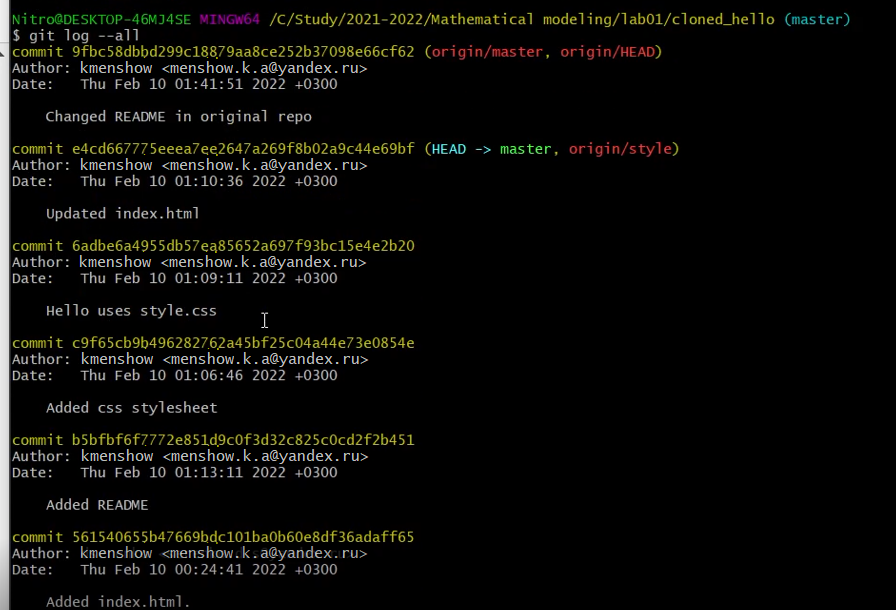 Nitro@DESKTOP-46MJ4SE MINGW64 /C/Study/2021-2022/Mathematical modeling/lab01/cloned_hello (master)
$ git log --all
commit 9fbc58dbbd299c18879aa8ce252b37098e66cf62 (origin/master, origin/HEAD)
Author: kmenshow <menshow.k.a@yandex.ru>
Date:   Thu Feb 10 01:41:51 2022 +0300
    Changed README in original repo
commit e4cd667775eeea7ee2647a269f8b02a9c44e69bf (HEAD -> master, origin/style)
Author: kmenshow <menshow.k.a@yandex.ru>
Date:   Thu Feb 10 01:10:36 2022 +0300
    Updated index.html
commit 6adbe6a4955db57ea85652a697f93bc15e4e2b20
Author: kmenshow <menshow.k.a@yandex.ru>
Date:   Thu Feb 10 01:09:11 2022 +0300
    Hello uses style.css
commit c9f65cb9b496282762a45bf25c04a44e73e0854e
Author: kmenshow <menshow.k.a@yandex.ru>
Date:   Thu Feb 10 01:06:46 2022 +0300
    Added css stylesheet
commit b5bfbf6f7772e851d9c0f3d32c825c0cd2f2b451
Author: kmenshow <menshow.k.a@yandex.ru>
Date:   Thu Feb 10 01:13:11 2022 +0300
    Added README
commit 561540655b47669bdc101ba0b60e8df36adaff65
Author: kmenshow <menshow.k.a@yandex.ru>
Date:   Thu Feb 10 00:24:41 2022 +0300
    Added index.html.